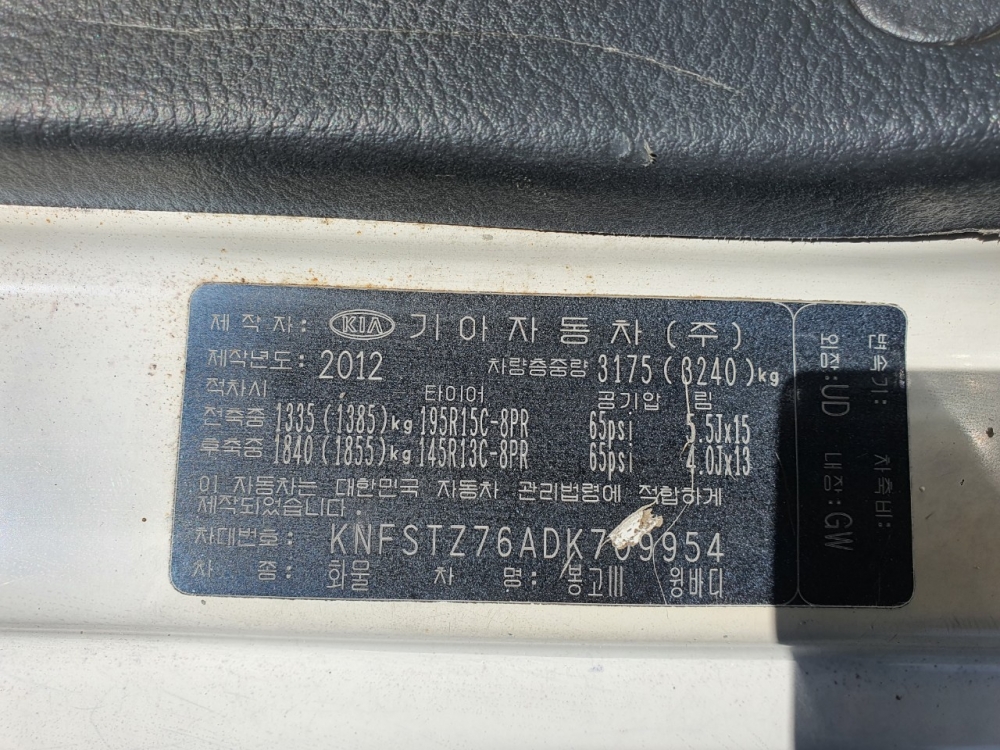 제 작 자: KIA 기아자동차(주)
제작년도: 2012 차량총중량 3175 (3240)kg
적차시 타이어 공기압 림
전축중 1335 (1385)kg 195R15C-8PR 65psi 5.5Jx15
후축중 1840 (1855)kg 145R13C-8PR 65psi 4.0Jx13
이 자동차는 대한민국 자동차 관리법령에 적합하게
제작되었습니다.
차대번호: KNFSTZ76ADK769954
차 종: 화물 차 명: 봉고III 윙바디
변속기: 차축비:
외장:UD 내장:GW